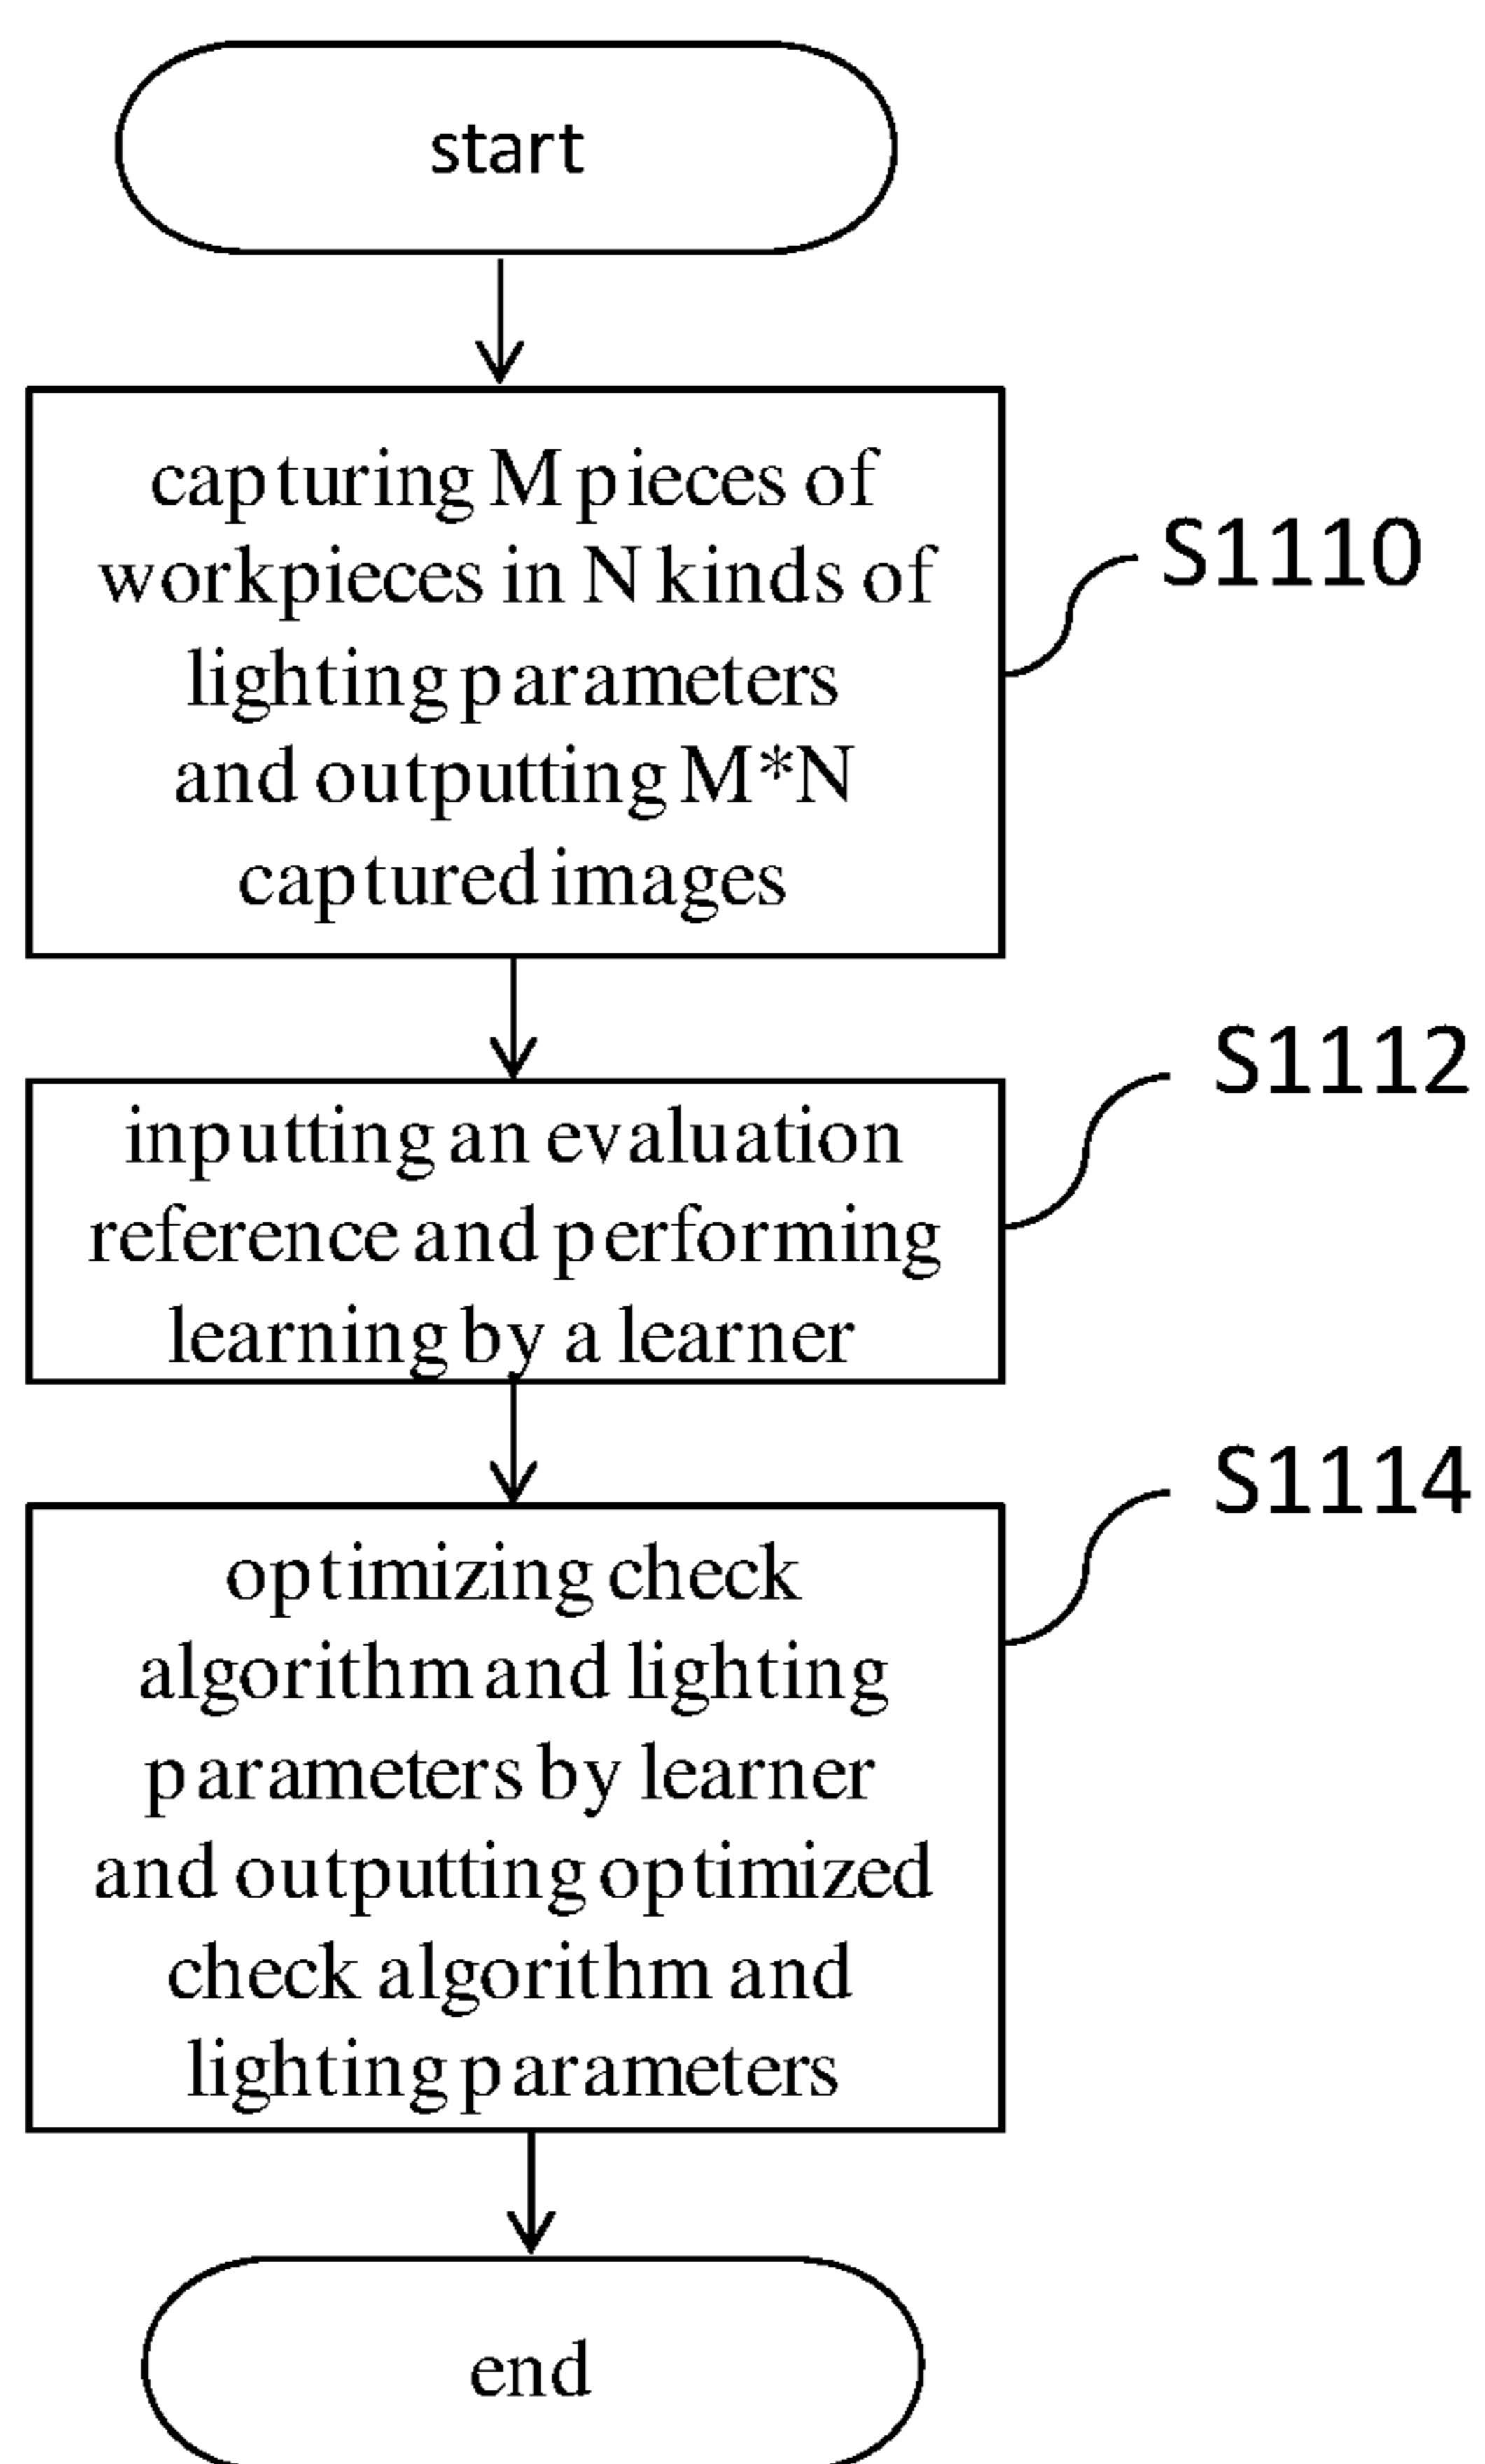 start
capturing M pieces of
workpieces in N kinds of
lighting parameters
and outputting M*N
captured images
S1110
inputting an evaluation
reference and performing
learning by a learner
S1112
optimizing check
algorithm and lighting
parameters by learner
and outputting optimized
check algorithm and
lighting parameters
S1114
end